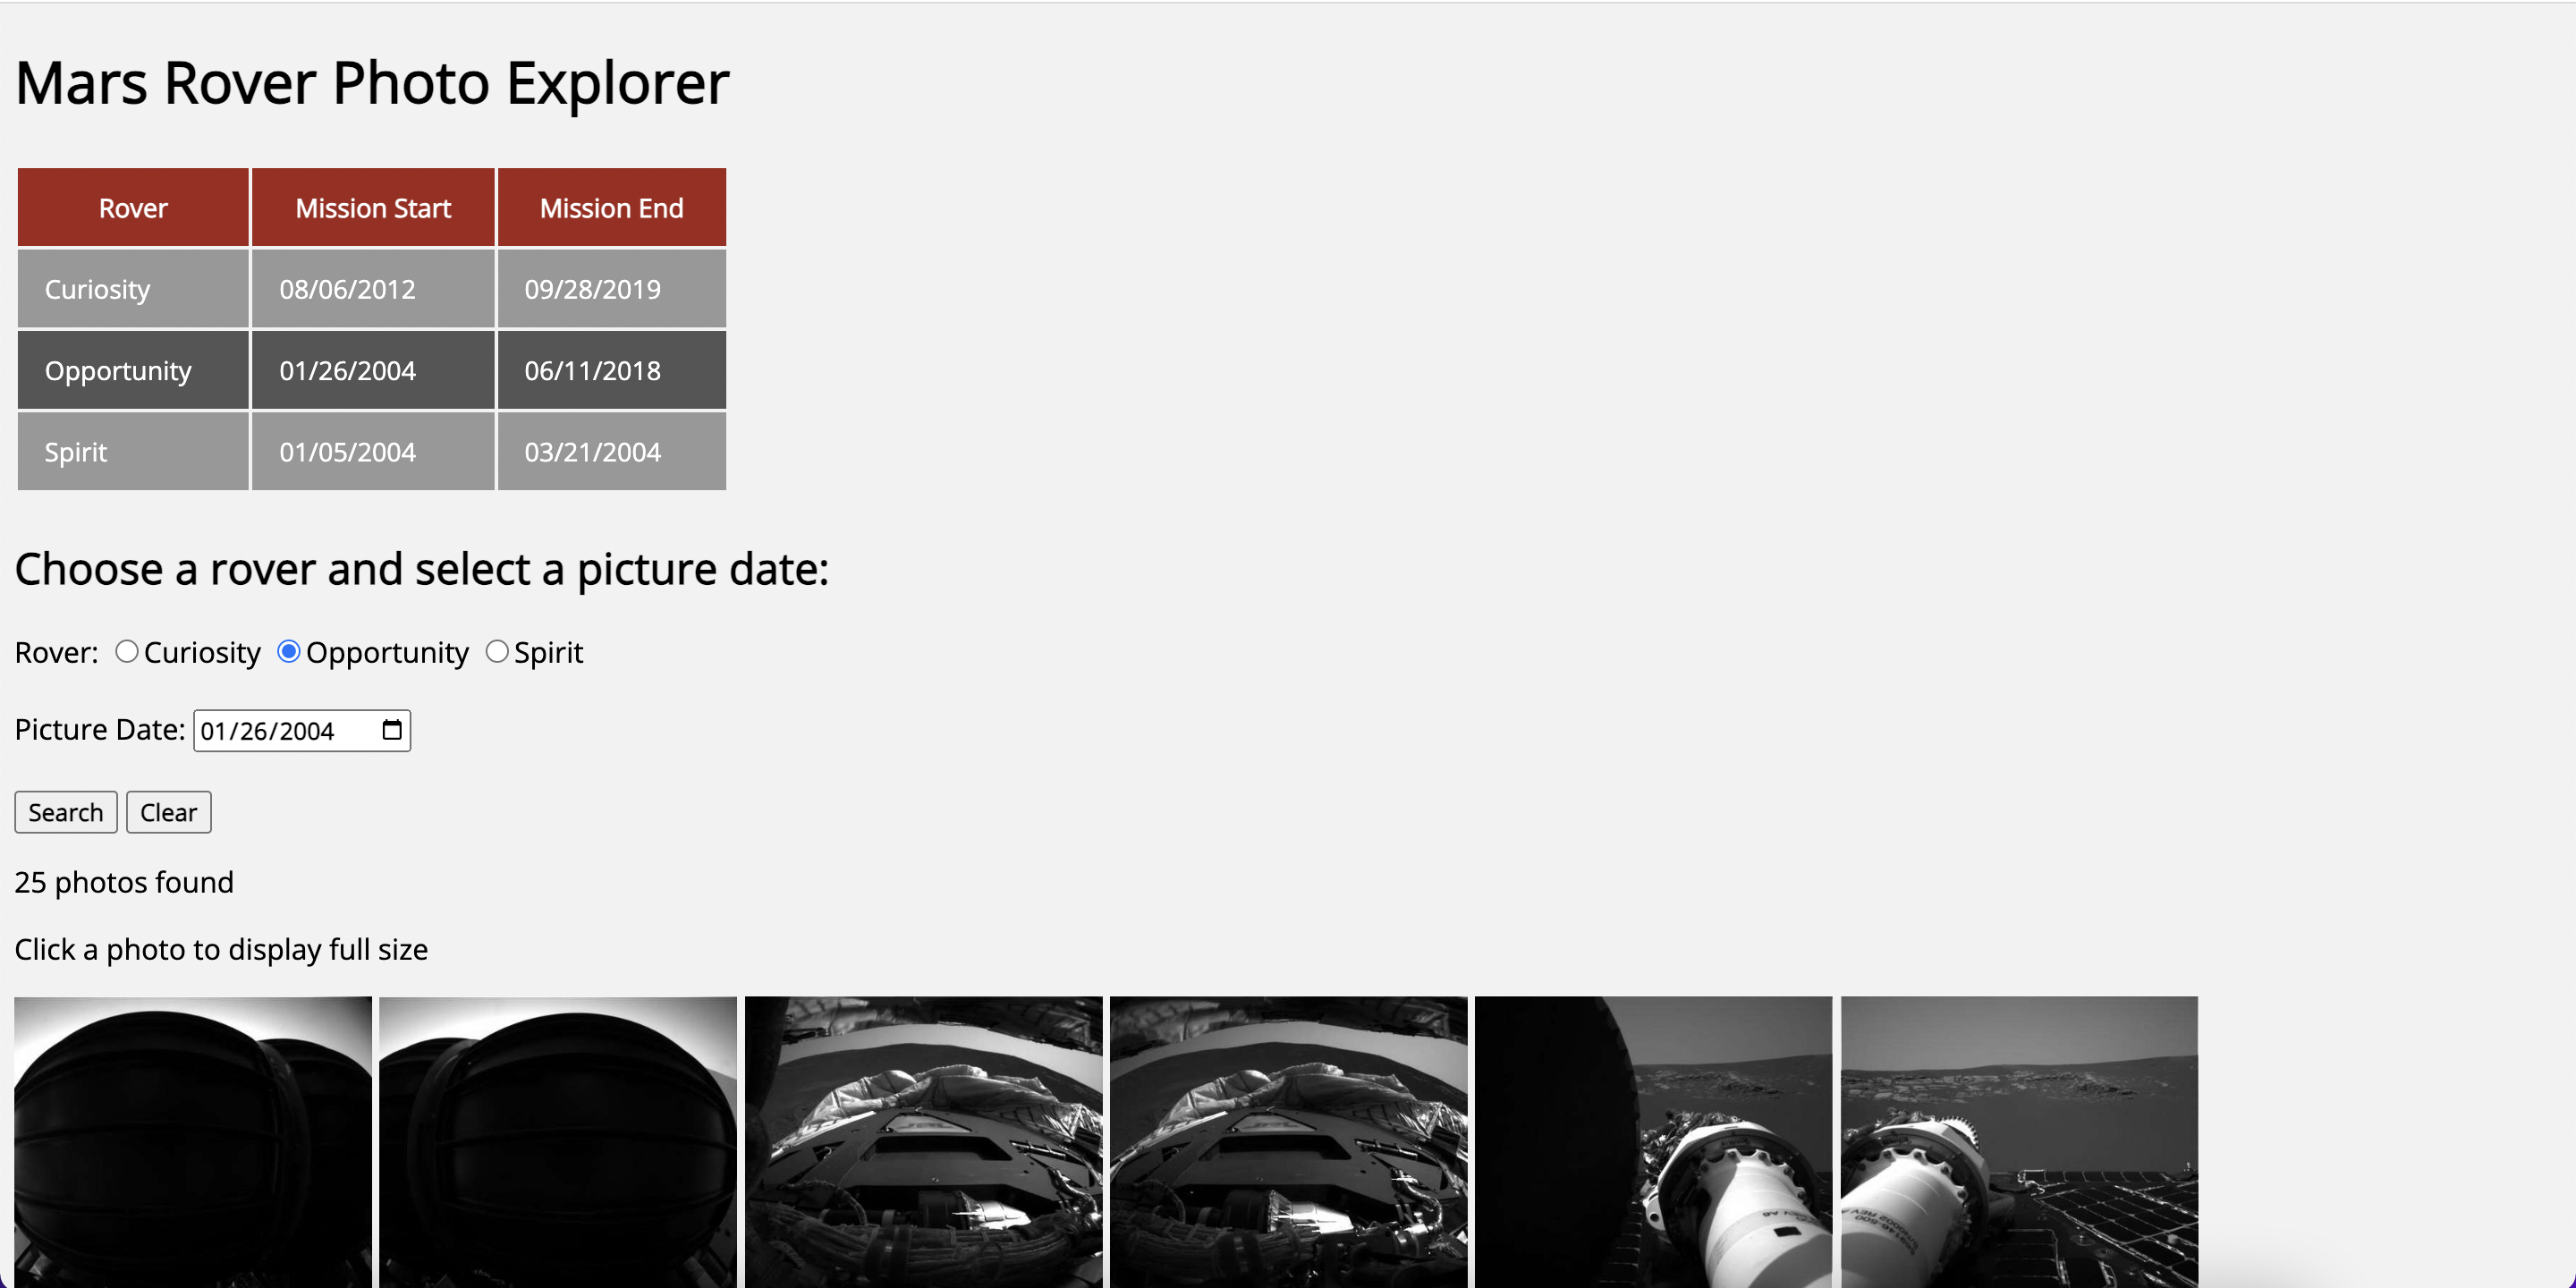 Mars Rover Photo Explorer
Rover Mission Start Mission End
Curiosity 08/06/2012 09/28/2019
Opportunity 01/26/2004 06/11/2018
Spirit 01/05/2004 03/21/2004
Choose a rover and select a picture date:
Rover: Curiosity Opportunity Spirit
Picture Date: 01/26/2004
Search Clear
25 photos found
Click a photo to display full size